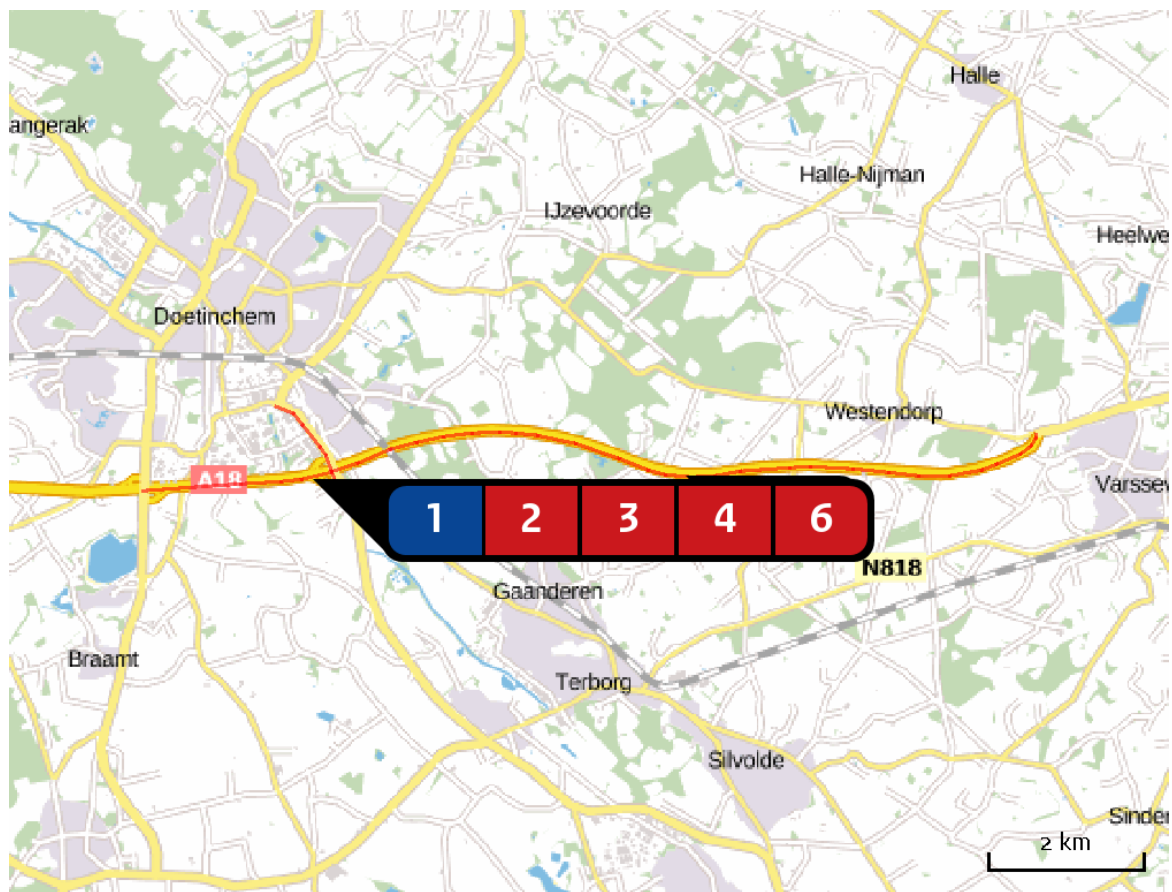 Halle
angerak
Halle-Nijman
IJzevoorde
Heelwe
Doetinchem
Westendorp
A18
Varssev
1 2 3 4 6
N818
Gaanderen
Braamt
Terborg
Silvolde
Sinder
2 km